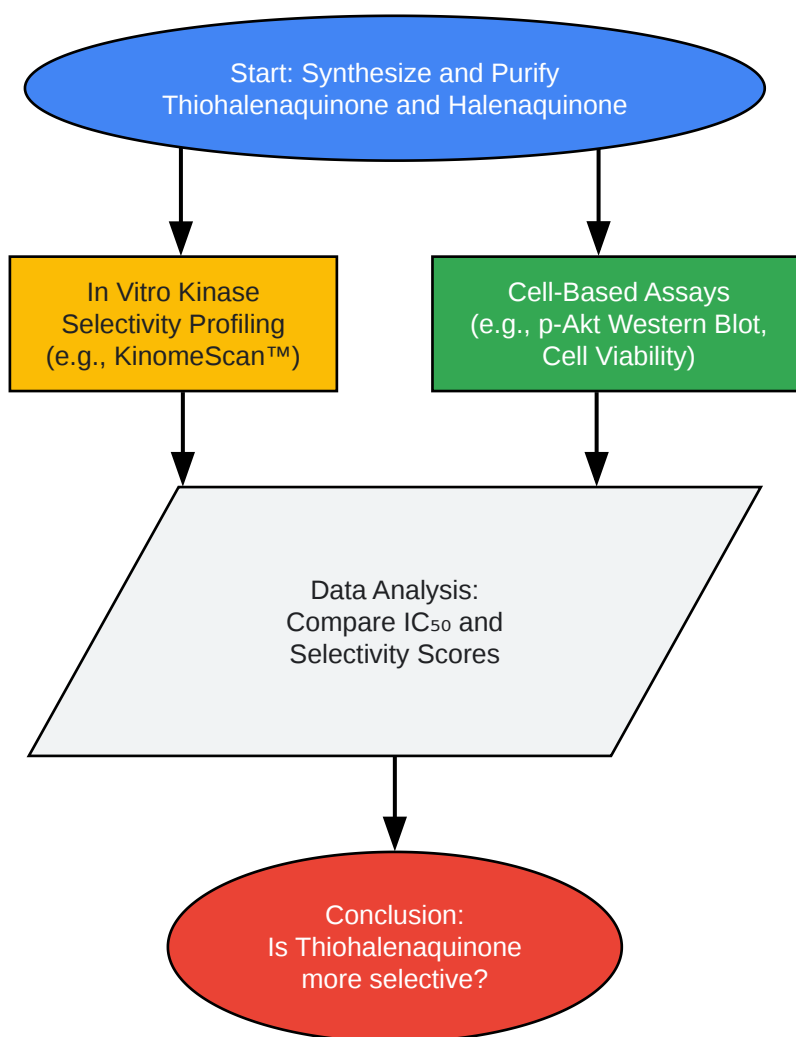 Start: Synthesize and Purify
Thiohalenaquinone and Halenaquinone
In Vitro Kinase
Selectivity Profiling
(e.g., KinomeScan™)
Cell-Based Assays
(e.g., p-Akt Western Blot,
Cell Viability)
Data Analysis:
Compare IC₅₀ and
Selectivity Scores
Conclusion:
Is Thiohalenaquinone
more selective?